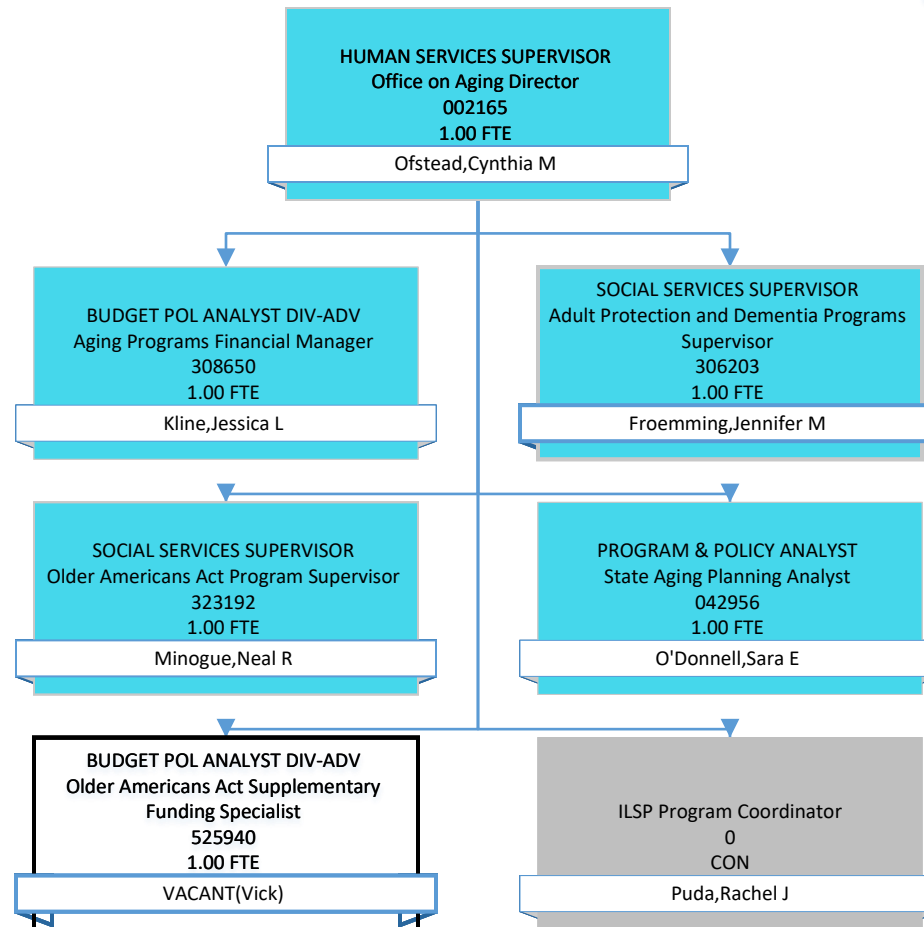 HUMAN SERVICES SUPERVISOR
Office on Aging Director
002165
1.00 FTE
Ofstead,Cynthia M
BUDGET POL ANALYST DIV-ADV
Aging Programs Financial Manager
308650
1.00 FTE
Kline,Jessica L
SOCIAL SERVICES SUPERVISOR
Adult Protection and Dementia Programs
Supervisor
306203
1.00 FTE
Froemming,Jennifer M
SOCIAL SERVICES SUPERVISOR
Older Americans Act Program Supervisor
323192
1.00 FTE
Minogue,Neal R
PROGRAM & POLICY ANALYST
State Aging Planning Analyst
042956
1.00 FTE
O'Donnell,Sara E
BUDGET POL ANALYST DIV-ADV
Older Americans Act Supplementary
Funding Specialist
525940
1.00 FTE
VACANT(Vick)
ILSP Program Coordinator
0
CON
Puda,Rachel J